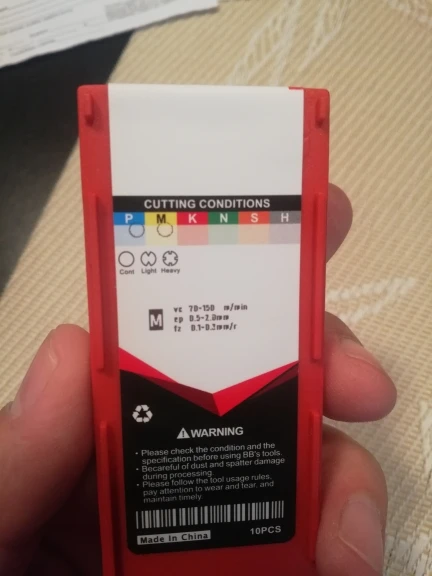 CUTTING CONDITIONS
P M K N S H
Cont Light Heavy
M
vc 70-150 m/min
ap 0.5-2.0mm
fz 0.1-0.3mm/r
WARNING
• Please check the condition and the
specification before using BB's tools.
• Becareful of dust and spatter damage
during processing.
• Please follow the tool usage rules,
pay attention to wear and tear, and
maintain timely
10PCS
Made In China